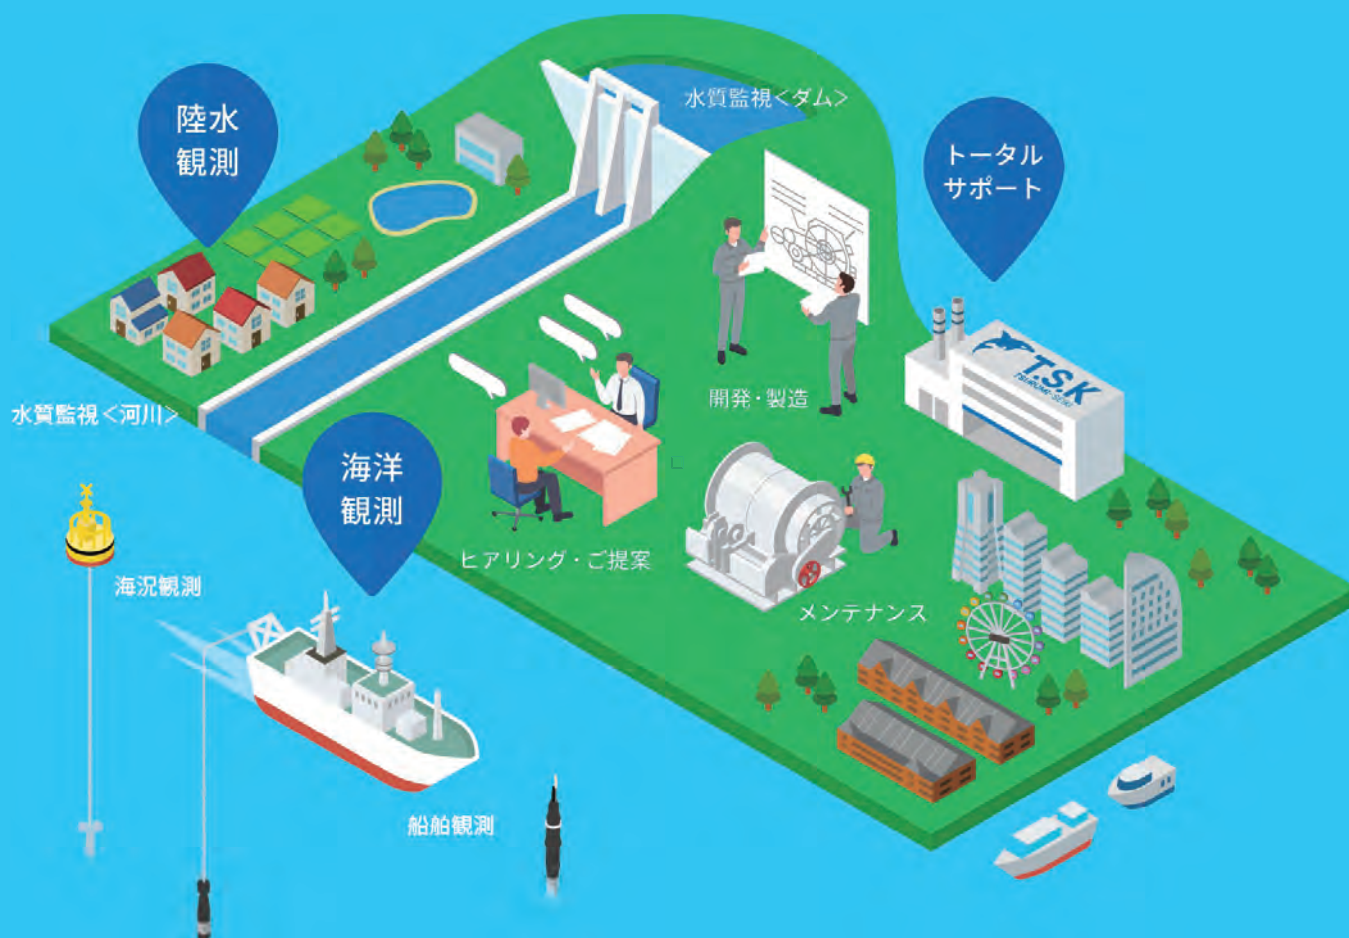 水質監視<ダム>
陸水
観測
トータル
サポート
T.S.K
TSURUMI-SEIKI
開発・製造
水質監視<河川>
海洋
観測
ヒアリング・ご提案
海況観測
メンテナンス
船舶観測